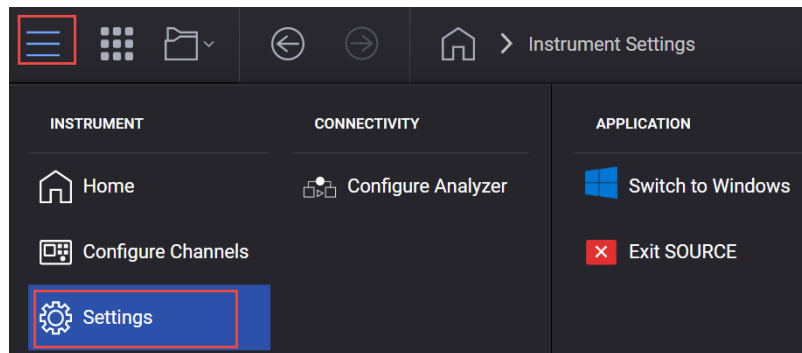 Instrument Settings
INSTRUMENT
CONNECTIVITY
APPLICATION
Home
Configure Analyzer
Switch to Windows
Configure Channels
Exit SOURCE
Settings